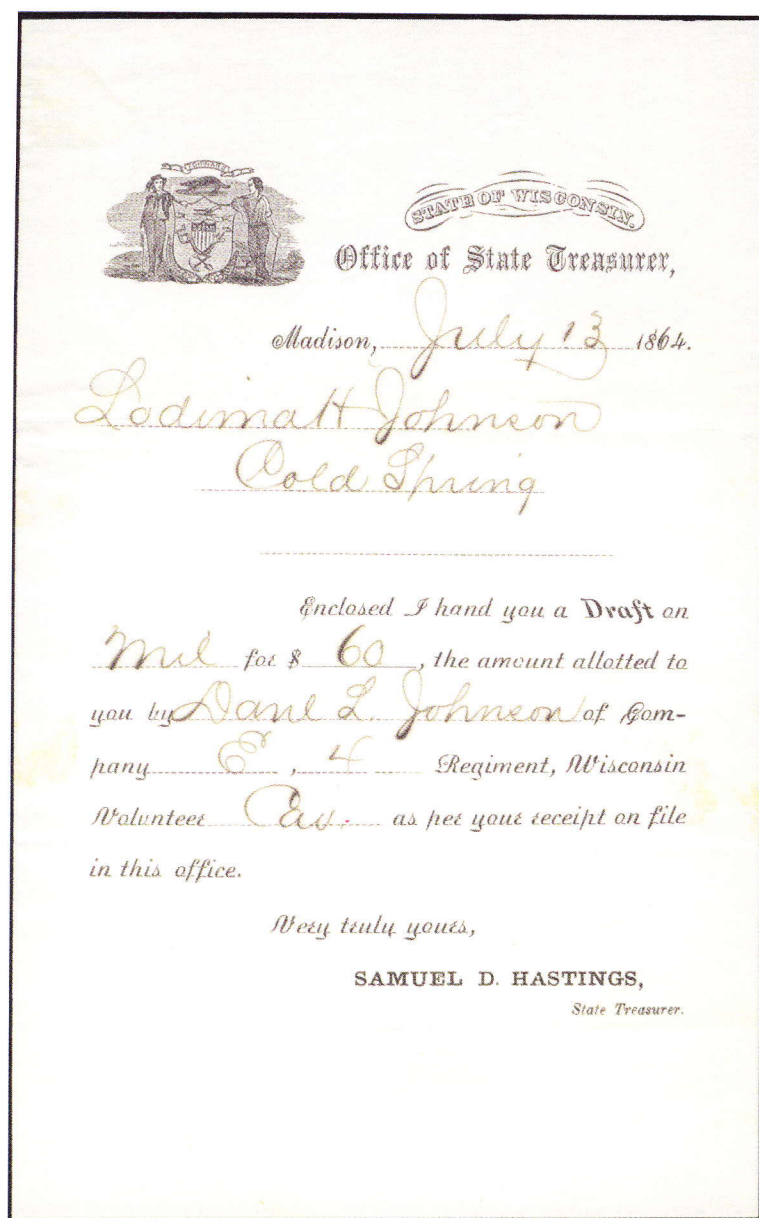 FORWARD
STATE OF WISCONSIN.
Office of State Treasurer,
Madison, July 13 1864.
Lodima H Johnson
Cold Spring
Enclosed I hand you a Draft on
Mil for $ 60, the amount allotted to
you by Danl L. Johnson of Com-
pany E, 4 Regiment, Wisconsin
Volunteer Cav. as per your receipt on file
in this office.
Very truly yours,
SAMUEL D. HASTINGS,
State Treasurer.